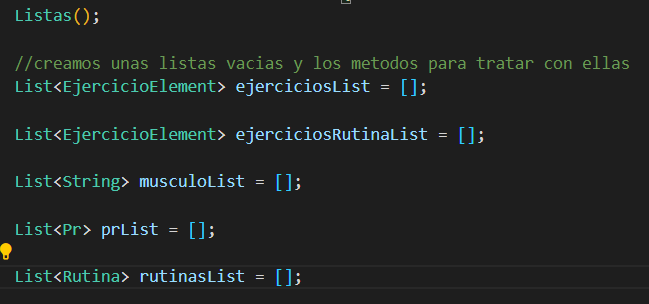 Listas();
//creamos unas listas vacias y los metodos para tratar con ellas
List<EjercicioElement> ejerciciosList = [];
List<EjercicioElement> ejerciciosRutinaList = [];
List<String> musculoList = [];
List<Pr> prList = [];
List<Rutina> rutinasList = [];